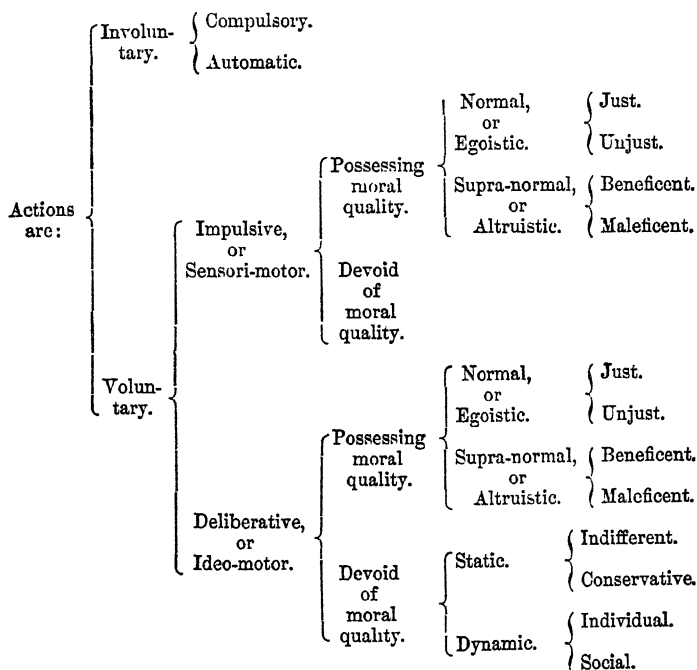 Actions
are:
Involun-
tary.
Compulsory.
Automatic.
Volun-
tary.
Impulsive,
or
Sensori-motor.
Possessing
moral
quality.
Normal,
or
Egoistic.
Just.
Unjust.
Supra-normal,
or
Altruistic.
Beneficent.
Maleficent.
Devoid
of
moral
quality.
Deliberative,
or
Ideo-motor.
Possessing
moral
quality.
Normal,
or
Egoistic.
Just.
Unjust.
Supra-normal,
or
Altruistic.
Beneficent.
Maleficent.
Devoid
of
moral
quality.
Static.
Indifferent.
Conservative.
Dynamic.
Individual.
Social.